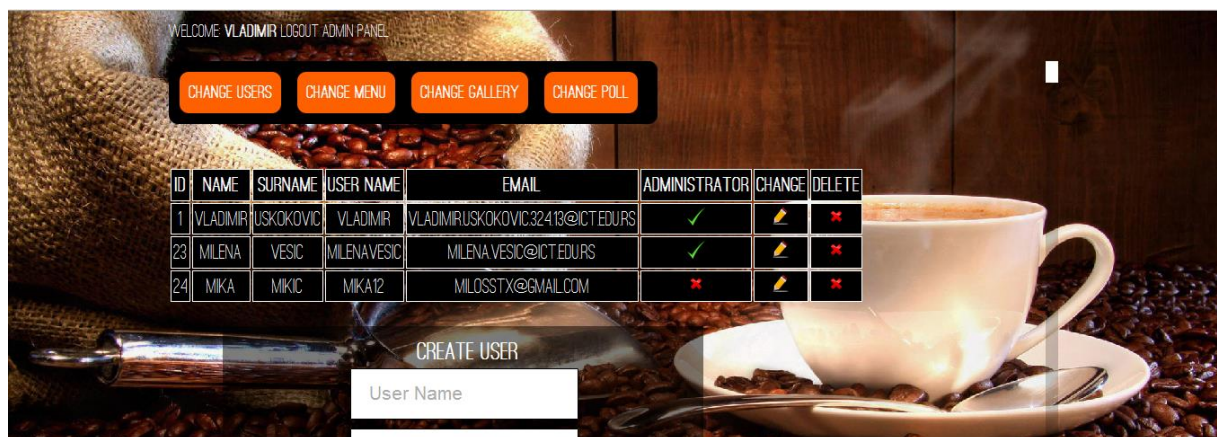 WELCOME: VLADIMIR LOGOUT ADMIN PANEL
CHANGE USERS CHANGE MENU CHANGE GALLERY CHANGE POLL
ID NAME SURNAME USER NAME EMAIL ADMINISTRATOR CHANGE DELETE
1 VLADIMIR USKOKOVIC VLADIMIR VLADIMIR.USKOKOVIC.324.13@ICT.EDU.RS
23 MILENA VESIC MILENAVESIC MILENA.VESIC@ICT.EDU.RS
24 MIKA MIKIC MIKA12 MILOSSTX@GMAIL.COM
CREATE USER
User Name